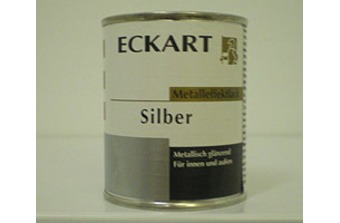 ECKART
Metalleffektlack
Silber
Metallisch glänzend
Für innen und außen